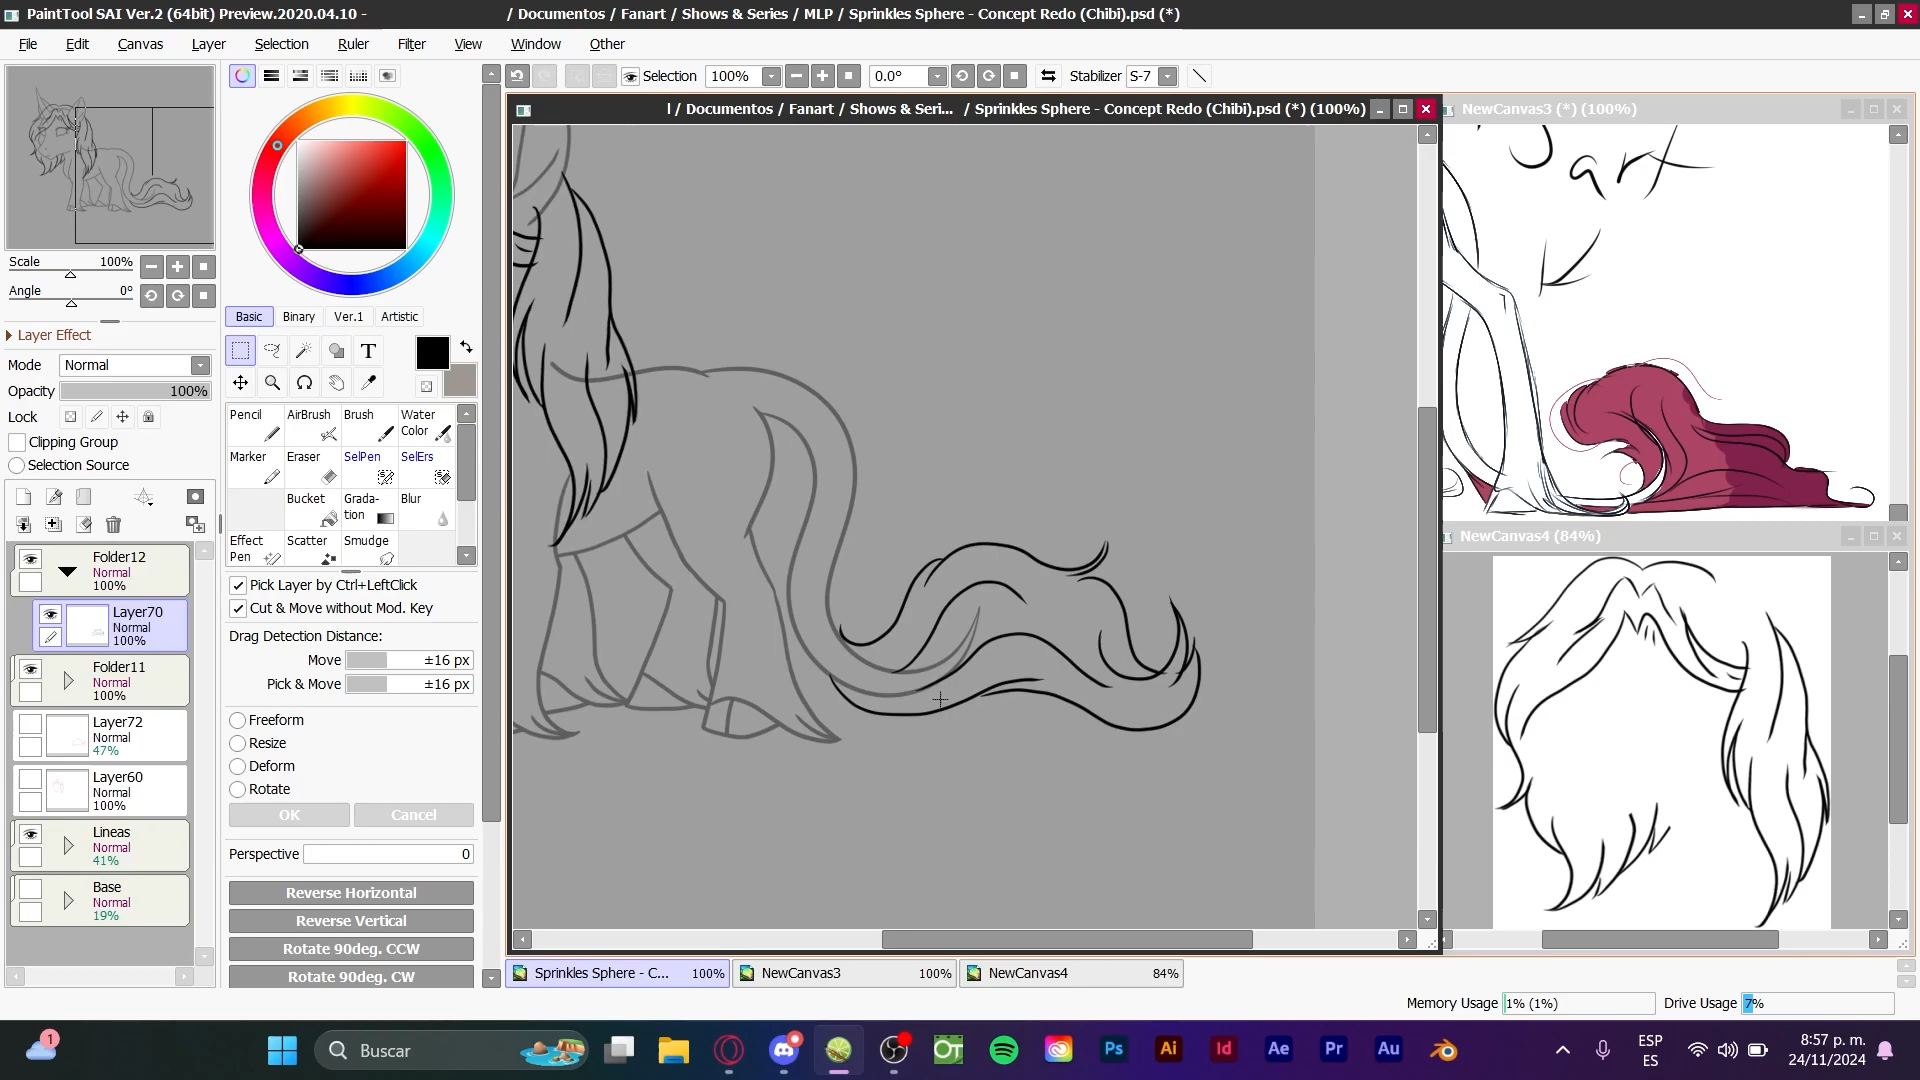 PaintTool SAI Ver.2 (64bit) Preview.2020.04.10 - / Documentos / Fanart / Shows & Series / MLP / Sprinkles Sphere - Concept Redo (Chibi).psd (*)
File Edit Canvas Layer Selection Ruler Filter View Window Other
Selection 100% 0.0° Stabilizer S-7
/ Documentos / Fanart / Shows & Seri... / Sprinkles Sphere - Concept Redo (Chibi).psd (*) (100%)
NewCanvas3 (*) (100%)
art
Scale 100%
Angle 0°
Layer Effect
Mode Normal
Opacity 100%
Lock
Clipping Group
Selection Source
Folder12
Normal
100%
Layer70
Normal
100%
Folder11
Normal
100%
Layer72
Normal
47%
Layer60
Normal
100%
Lineas
Normal
41%
Base
Normal
19%
Basic Binary Ver.1 Artistic
T
Pencil AirBrush Brush Water Color
Marker Eraser SelPen SelErs
Bucket Grada-tion Blur
Effect Pen Scatter Smudge
Pick Layer by Ctrl+LeftClick
Cut & Move without Mod. Key
Drag Detection Distance:
Move ±16 px
Pick & Move ±16 px
Freeform
Resize
Deform
Rotate
OK Cancel
Perspective 0
Reverse Horizontal
Reverse Vertical
Rotate 90deg. CCW
Rotate 90deg. CW
NewCanvas4 (84%)
Sprinkles Sphere - C... 100% NewCanvas3 100% NewCanvas4 84%
Memory Usage 1% (1%) Drive Usage 7%
1
Buscar
OT Ps Ai Id Ae Pr Au
ESP
ES
8:57 p. m.
24/11/2024